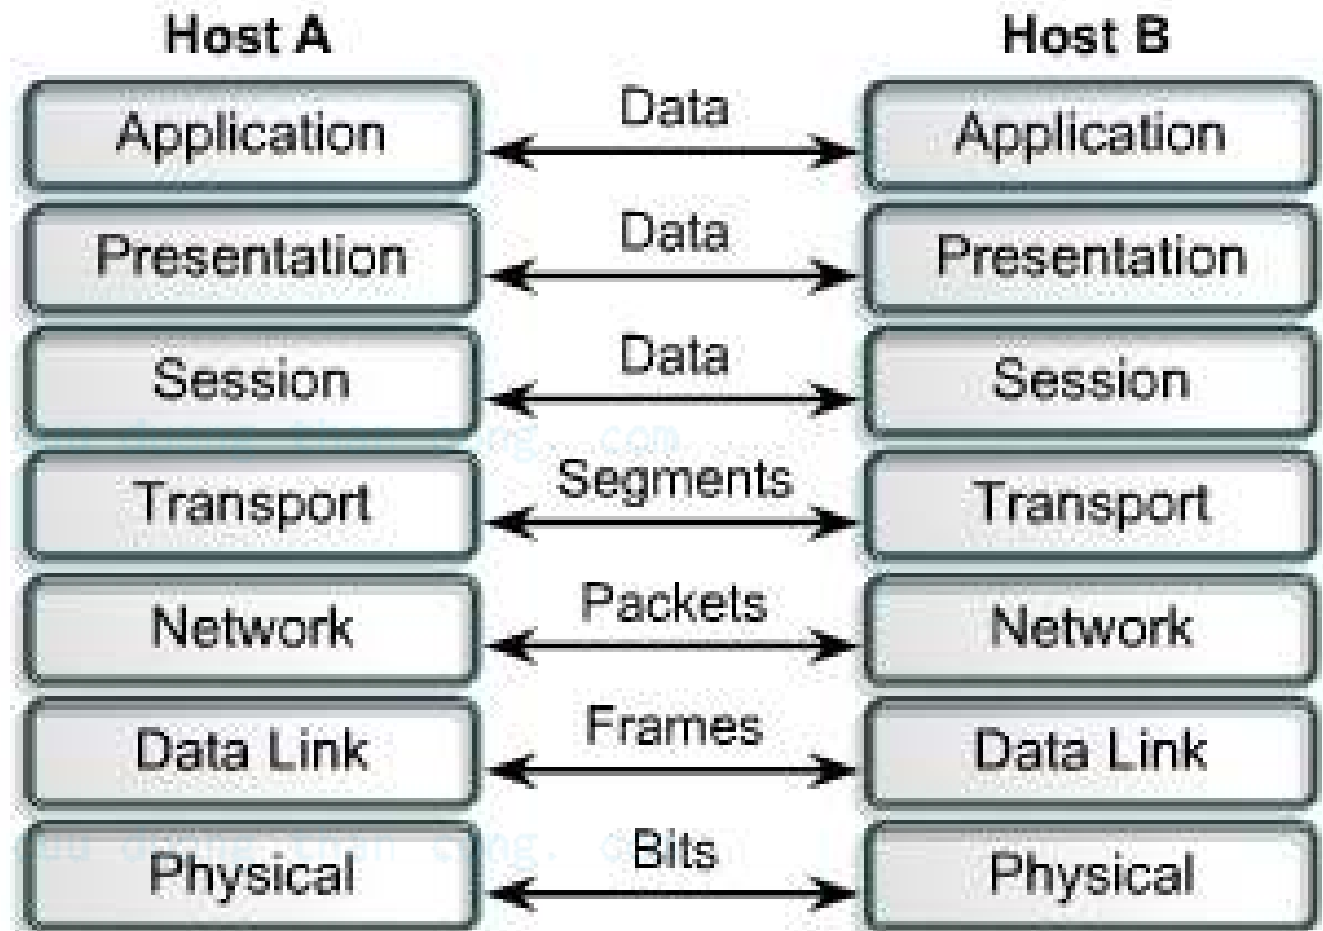 Host A Host B
Application Data Application
Presentation Data Presentation
Session Data Session
Transport Segments Transport
Network Packets Network
Data Link Frames Data Link
Physical Bits Physical